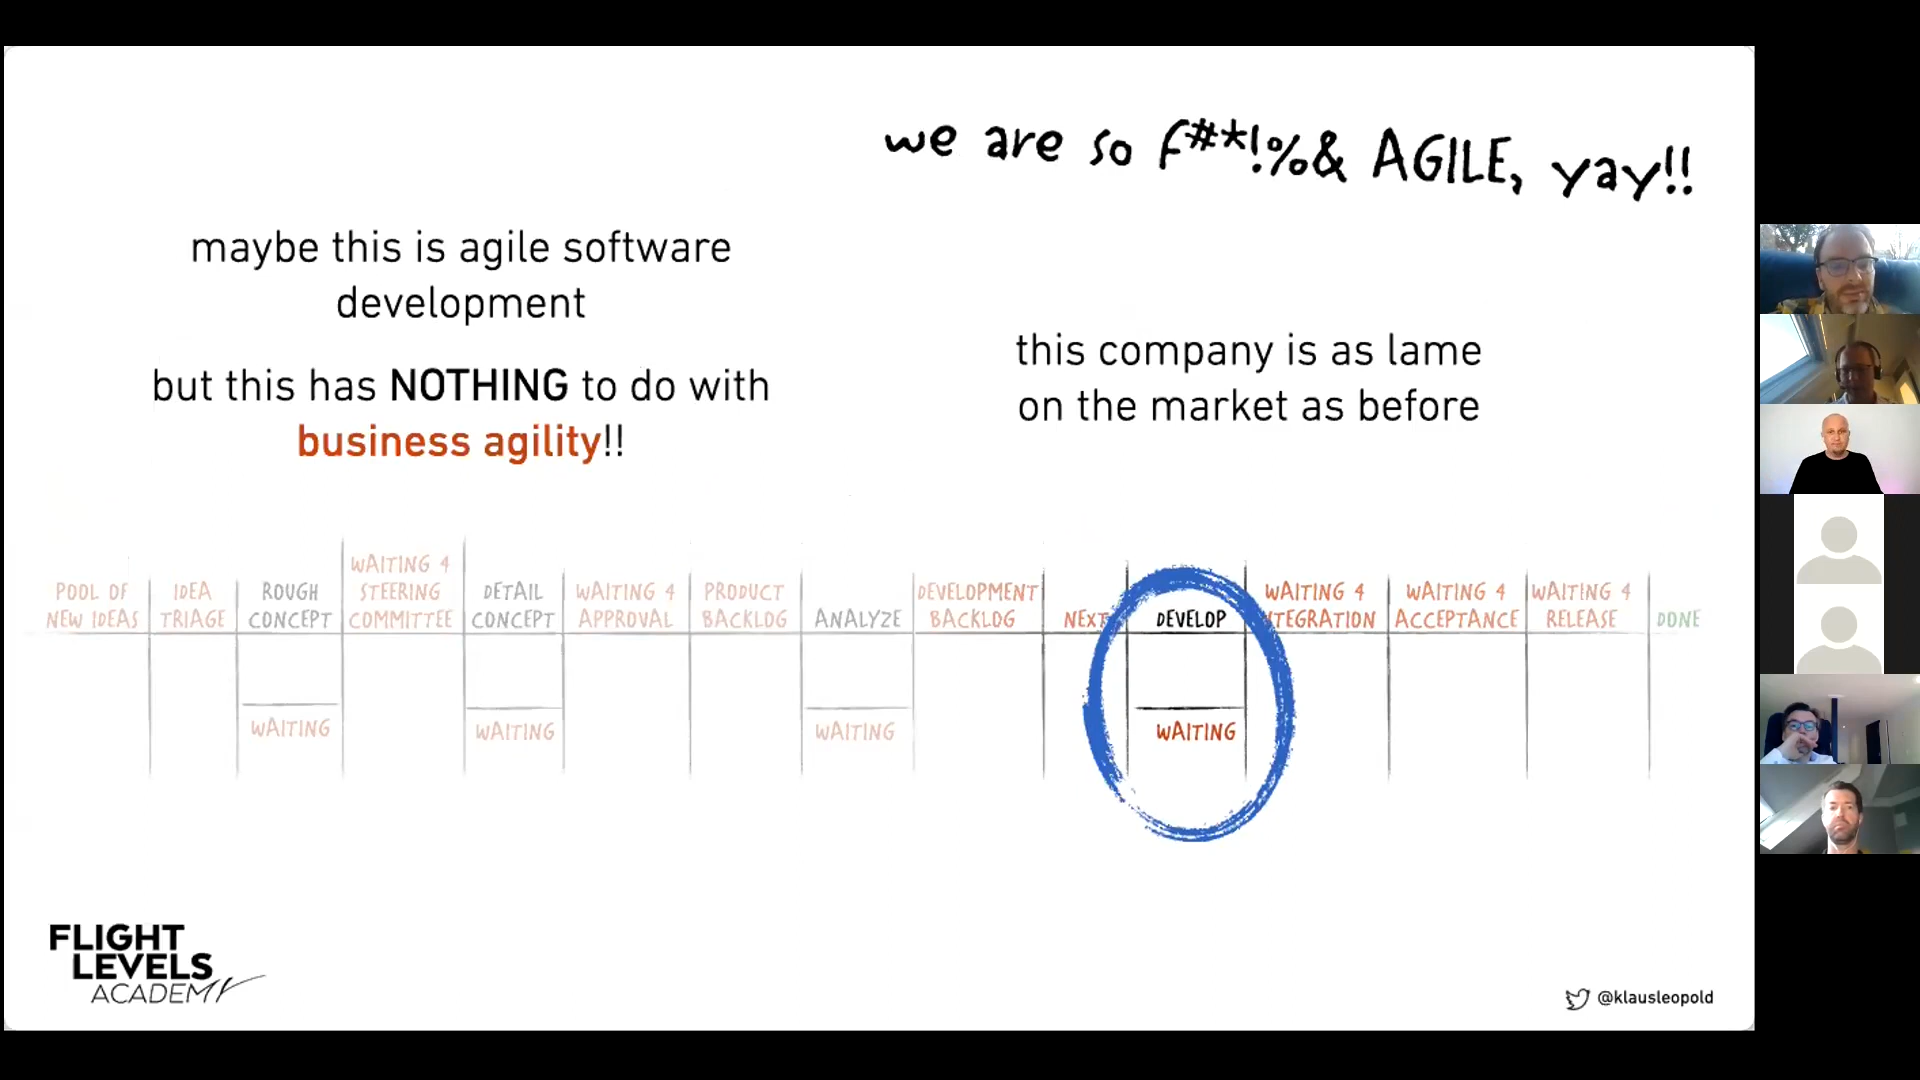 we are so f#*!%& AGILE, yay!!
maybe this is agile software
development
but this has NOTHING to do with
business agility!!
this company is as lame
on the market as before
POOL OF
NEW IDEAS
IDEA
TRIAGE
ROUGH
CONCEPT
WAITING
WAITING 4
STEERING
COMMITTEE
DETAIL
CONCEPT
WAITING
WAITING 4
APPROVAL
PRODUCT
BACKLOG
ANALYZE
WAITING
DEVELOPMENT
BACKLOG
NEXT
DEVELOP
WAITING
WAITING 4
NTEGRATION
WAITING 4
ACCEPTANCE
WAITING 4
RELEASE
DONE
FLIGHT
LEVELS
ACADEMY
@klausleopold